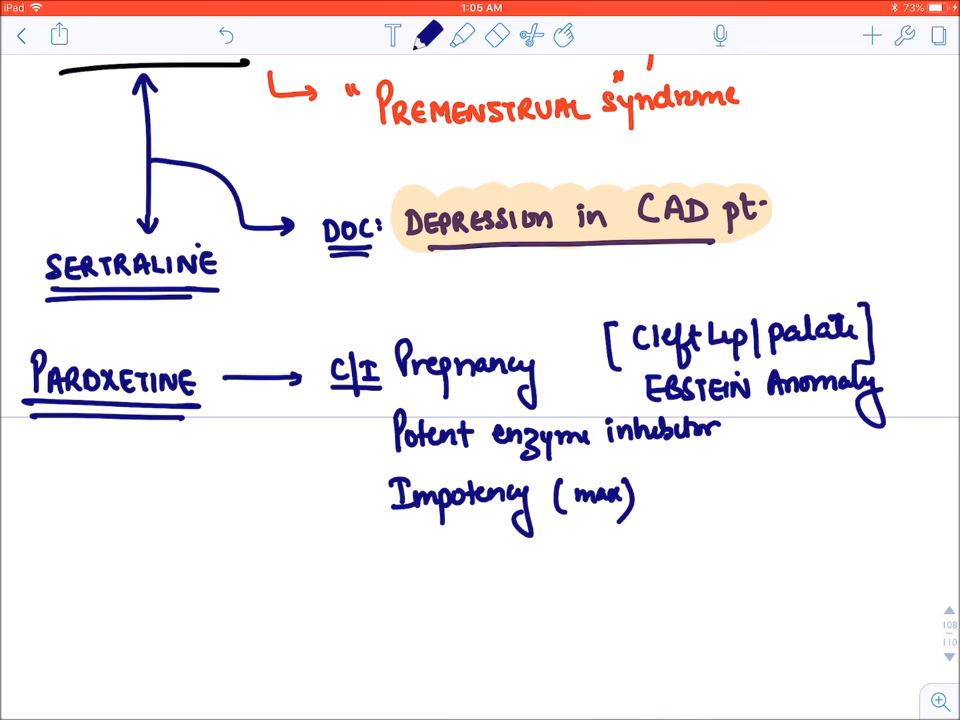 iPad 1:05 AM 73%
" PREMENSTRUAL syndrome "
DOC: DEPRESSION in CAD pt.
SERTRALINE
PAROXETINE → C/I Pregnancy [Cleft Lip/palate]
EBSTEIN Anomaly
Potent enzyme inhibitor
Impotency (max)
108
110